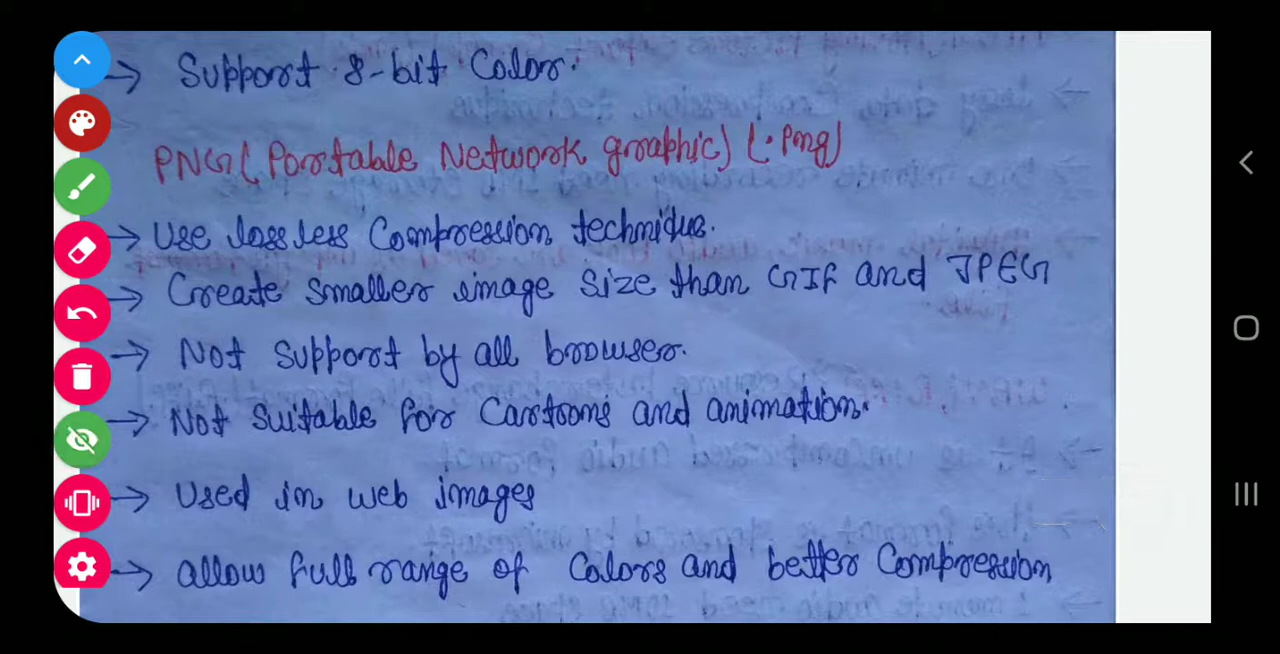 → Support 8-bit Color.
PNG (Portable Network graphic) (.Png)
→ Use lossless Compression technique.
→ Create smaller image size than GIF and JPEG
→ Not support by all browser.
→ Not suitable for Cartoons and animation.
→ Used in web images
→ allow full range of Colors and better Compression